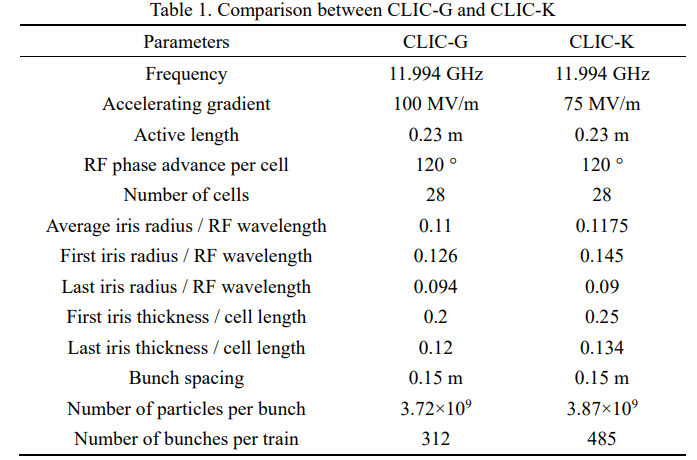 Table 1. Comparison between CLIC-G and CLIC-K
Parameters CLIC-G CLIC-K
Frequency 11.994 GHz 11.994 GHz
Accelerating gradient 100 MV/m 75 MV/m
Active length 0.23 m 0.23 m
RF phase advance per cell 120 ° 120 °
Number of cells 28 28
Average iris radius / RF wavelength 0.11 0.1175
First iris radius / RF wavelength 0.126 0.145
Last iris radius / RF wavelength 0.094 0.09
First iris thickness / cell length 0.2 0.25
Last iris thickness / cell length 0.12 0.134
Bunch spacing 0.15 m 0.15 m
Number of particles per bunch 3.72×10⁹ 3.87×10⁹
Number of bunches per train 312 485